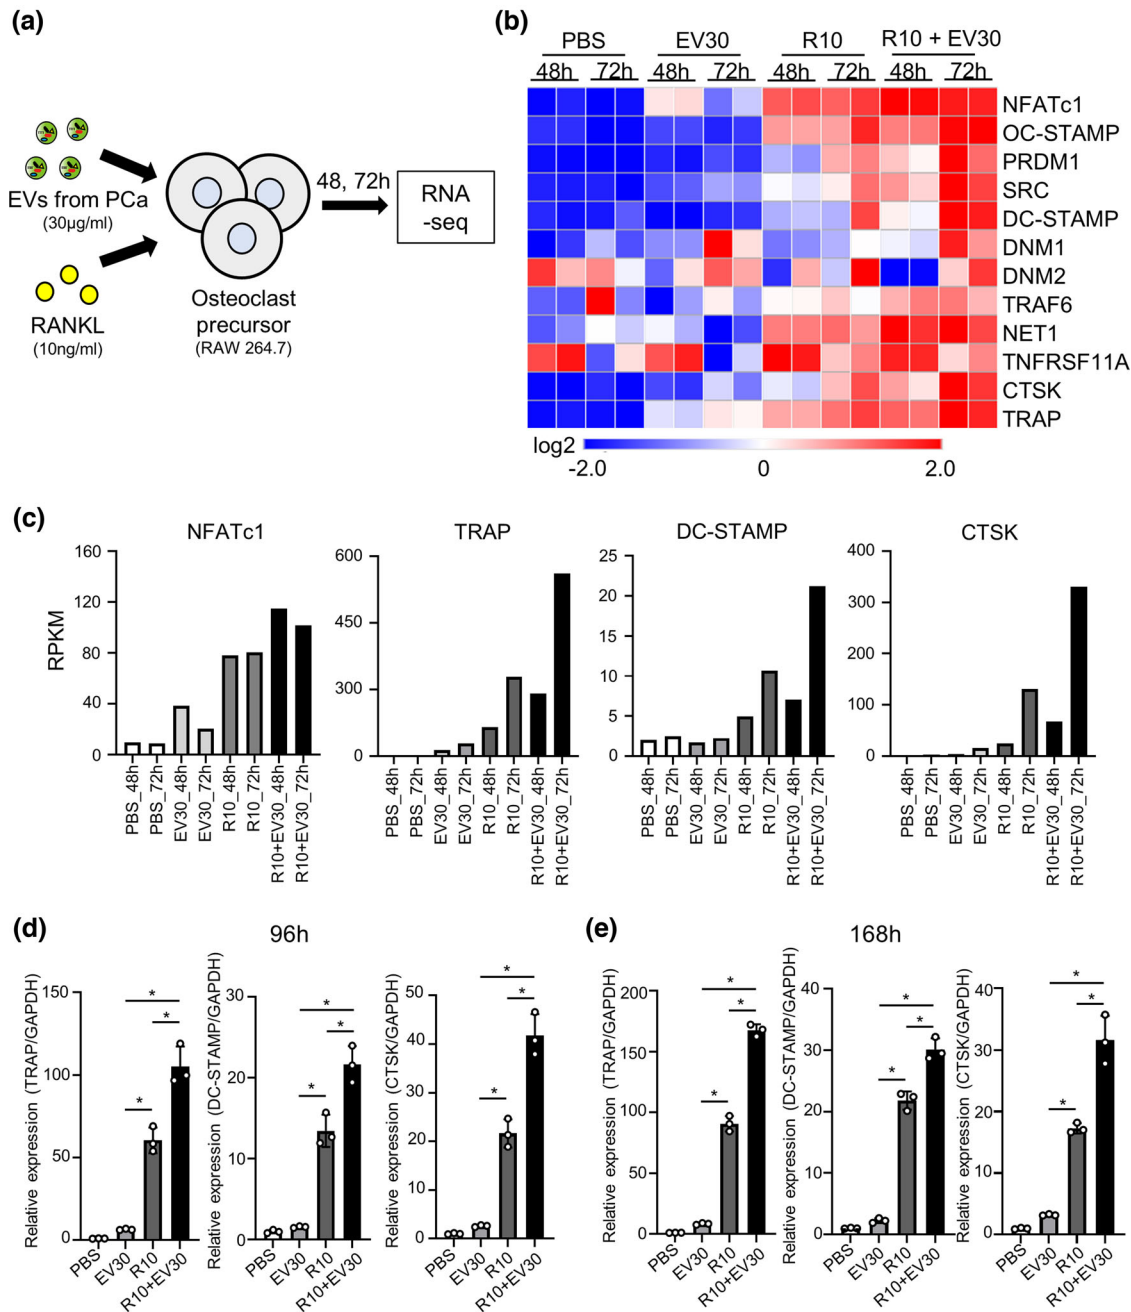 (a)
EVs from PCa
(30µg/ml)
RANKL
(10ng/ml)
Osteoclast
precursor
(RAW 264.7)
48, 72h
RNA
-seq
(b)
PBS EV30 R10 R10 + EV30
48h 72h 48h 72h 48h 72h 48h 72h
NFATc1
OC-STAMP
PRDM1
SRC
DC-STAMP
DNM1
DNM2
TRAF6
NET1
TNFRSF11A
CTSK
TRAP
log2
-2.0 0 2.0
(c)
NFATc1
RPKM
160
120
80
40
0
PBS_48h
PBS_72h
EV30_48h
EV30_72h
R10_48h
R10_72h
R10+EV30_48h
R10+EV30_72h
TRAP
600
450
300
0
PBS_48h
PBS_72h
EV30_48h
EV30_72h
R10_48h
R10_72h
R10+EV30_48h
R10+EV30_72h
DC-STAMP
25
20
15
10
5
0
PBS_48h
PBS_72h
EV30_48h
EV30_72h
R10_48h
R10_72h
R10+EV30_48h
R10+EV30_72h
CTSK
400
300
200
100
0
PBS_48h
PBS_72h
EV30_48h
EV30_72h
R10_48h
R10_72h
R10+EV30_48h
R10+EV30_72h
(d)
96h
Relative expression (TRAP/GAPDH)
150
100
50
0
*
*
*
PBS
EV30
R10
R10+EV30
Relative expression (DC-STAMP/GAPDH)
30
20
10
0
*
*
*
PBS
EV30
R10
R10+EV30
Relative expression (CTSK/GAPDH)
50
40
30
20
10
0
*
*
*
PBS
EV30
R10
R10+EV30
(e)
168h
Relative expression (TRAP/GAPDH)
200
150
100
50
0
*
*
*
PBS
EV30
R10
R10+EV30
Relative expression (DC-STAMP/GAPDH)
40
30
20
10
0
*
*
*
PBS
EV30
R10
R10+EV30
Relative expression (CTSK/GAPDH)
40
30
20
10
0
*
*
*
PBS
EV30
R10
R10+EV30